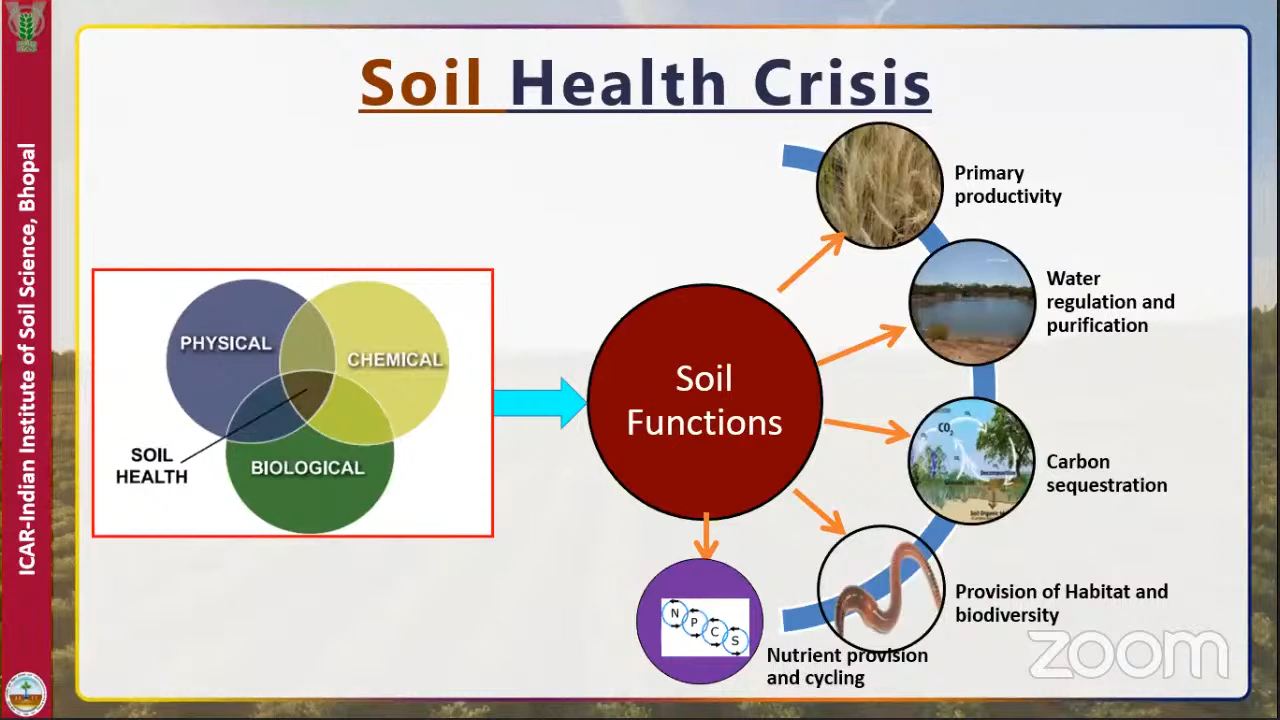 Soil Health Crisis
ICAR-Indian Institute of Soil Science, Bhopal
PHYSICAL
CHEMICAL
BIOLOGICAL
SOIL
HEALTH
Soil
Functions
Primary
productivity
Water
regulation and
purification
CO2
Decomposition
Carbon
sequestration
Provision of Habitat and
biodiversity
N
P
C
S
Nutrient provision
and cycling
zoom